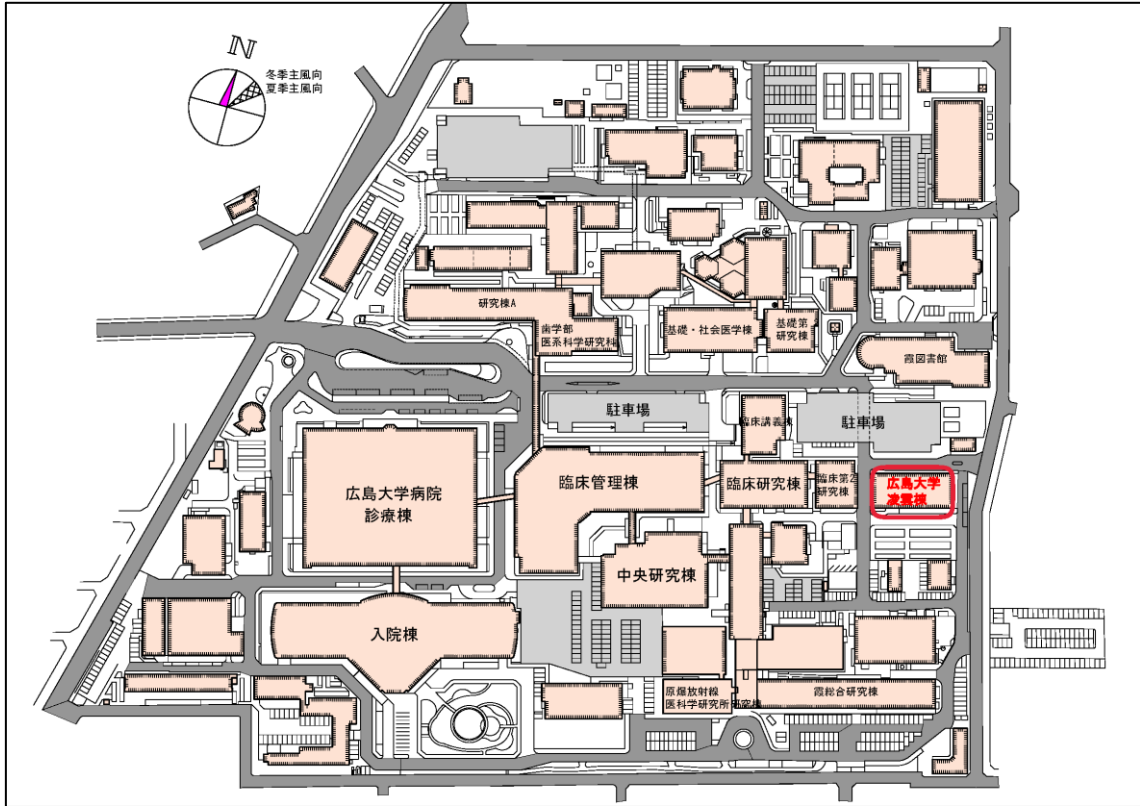 N
冬季主風向
夏季主風向
研究棟A
歯学部
医系科学研究科
基礎・社会医学棟
基礎第
研究棟
霞図書館
駐車場
臨床講義棟
駐車場
広島大学病院
診療棟
臨床管理棟
臨床研究棟
臨床第2
研究棟
広島大学
凌雲棟
中央研究棟
入院棟
原爆放射線
医科学研究所研究棟
霞総合研究棟